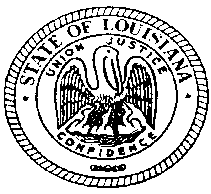 STATE OF LOUISIANA
UNION JUSTICE
CONFIDENCE